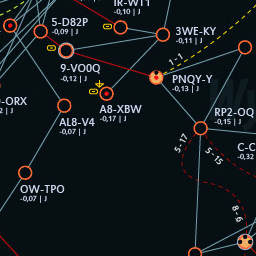 IR-WT1
-0,10 | J
5-D82P
-0,09 | J
3WE-KY
-0,11 | J
1-1
9-VO0Q
-0,12 | J
PNQY-Y
-0,13 | J
-ORX
| J
A8-XBW
-0,17 | J
RP2-OQ
-0,15 | J
AL8-V4
-0,07 | J
5-17
5-15
C-C
-0,32
OW-TPO
-0,07 | J
8-6